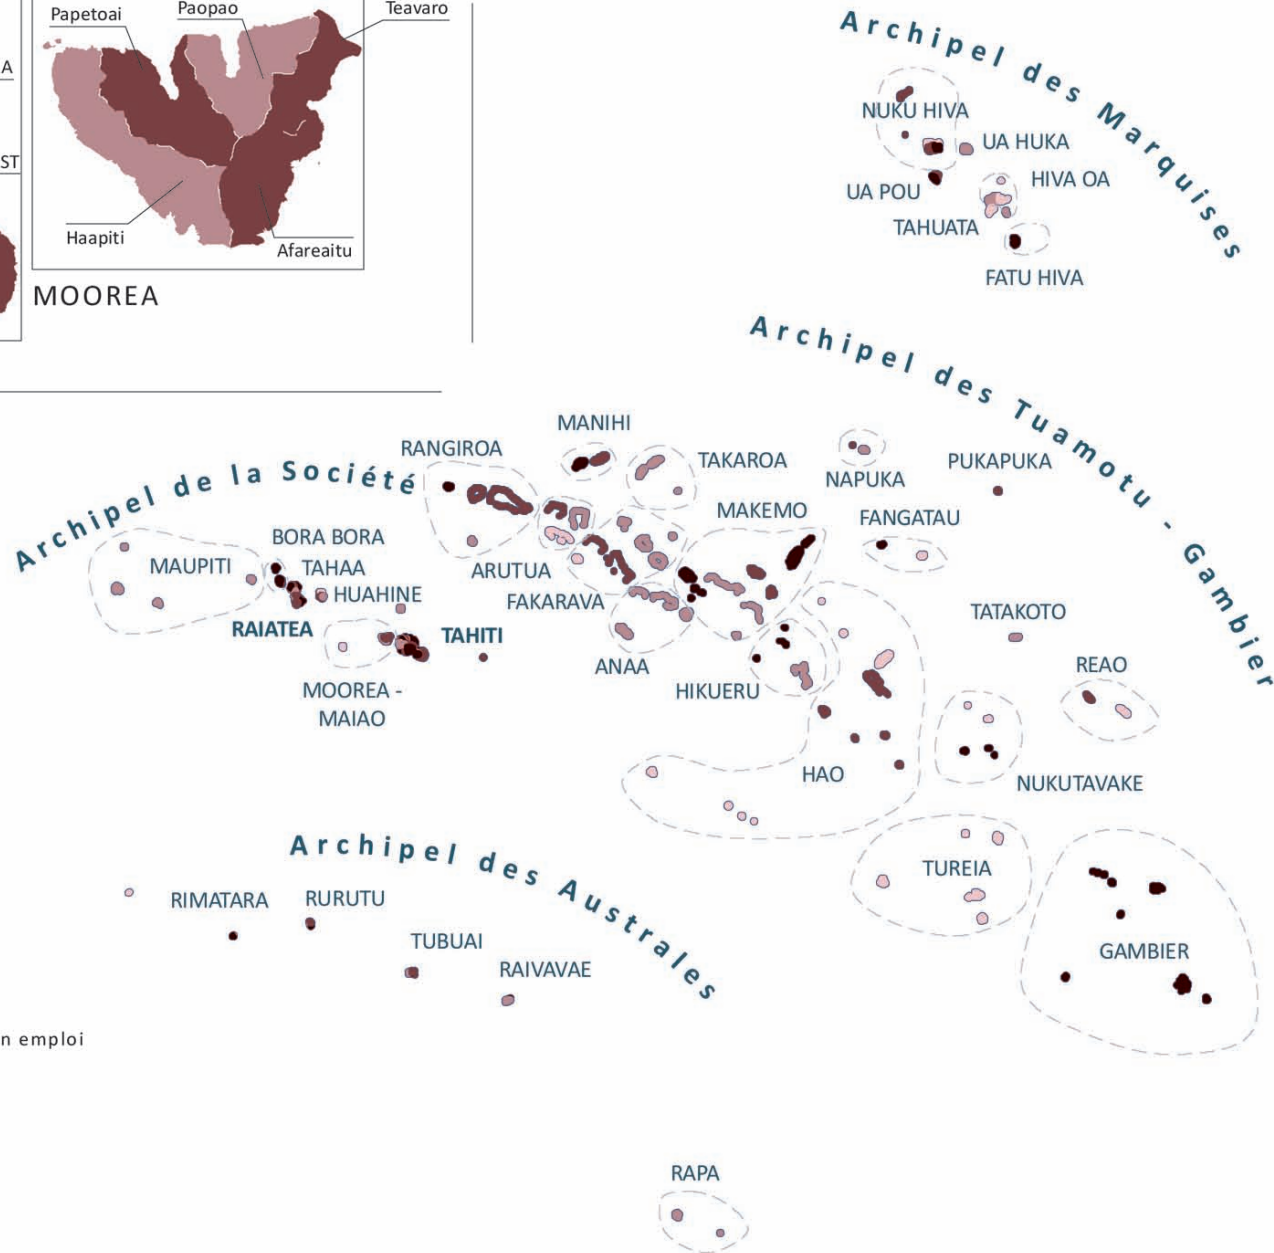 Papetoai
Paopao
Teavaro
A
ST
Haapiti
Afareaitu
MOOREA
Archipel des Marquises
NUKU HIVA
UA HUKA
HIVA OA
UA POU
TAHUATA
FATU HIVA
Archipel des Tuamotu - Gambier
MANIHI
RANGIROA
TAKAROA
NAPUKA
PUKAPUKA
Archipel de la Société
MAKEMO
FANGATAU
BORA BORA
MAUPITI
TAHAA
ARUTUA
HUAHINE
FAKARAVA
TATAKOTO
RAIATEA
TAHITI
ANAA
REAO
MOOREA -
MAIAO
HIKUERU
HAO
NUKUTAVAKE
Archipel des Australes
TUREIA
RIMATARA
RURUTU
TUBUAI
GAMBIER
RAIVAVAE
n emploi
RAPA